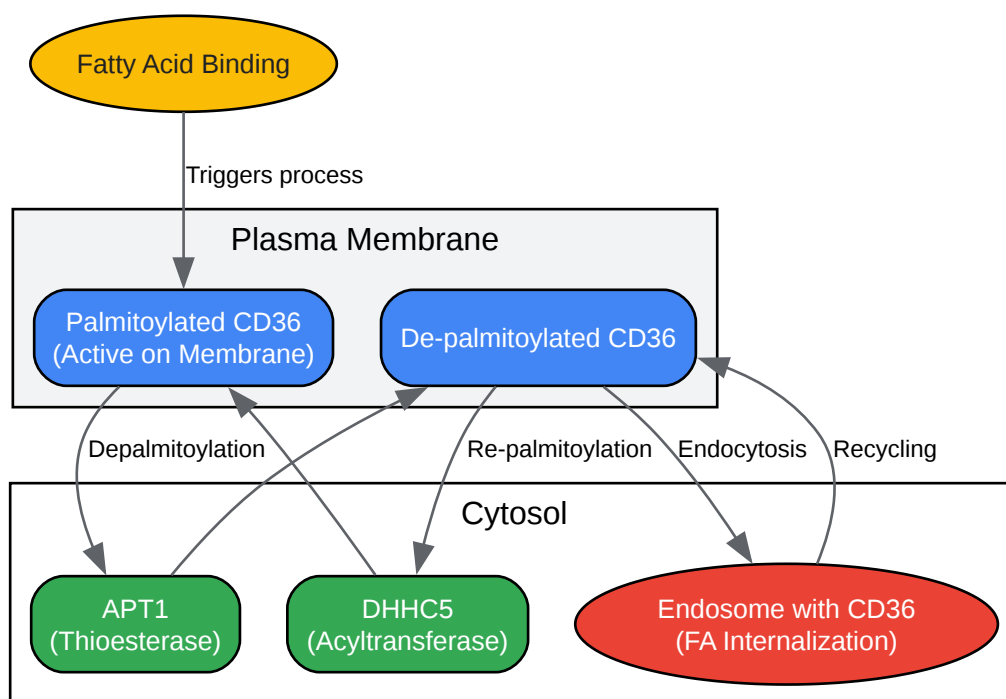 Fatty Acid Binding
Triggers process
Plasma Membrane
Palmitoylated CD36
(Active on Membrane)
De-palmitoylated CD36
Depalmitoylation
Re-palmitoylation
Endocytosis
Recycling
Cytosol
APT1
(Thioesterase)
DHHC5
(Acyltransferase)
Endosome with CD36
(FA Internalization)